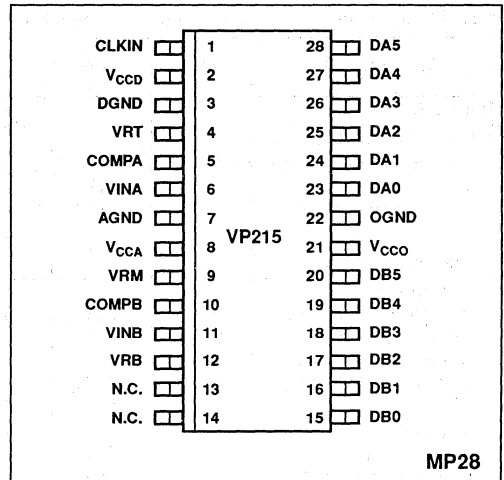 CLKIN 1 28 DA5
VCCD 2 27 DA4
DGND 3 26 DA3
VRT 4 25 DA2
COMPA 5 24 DA1
VINA 6 23 DA0
AGND 7 22 OGND
VP215
VCCA 8 21 VCCO
VRM 9 20 DB5
COMPB 10 19 DB4
VINB 11 18 DB3
VRB 12 17 DB2
N.C. 13 16 DB1
N.C. 14 15 DB0
MP28